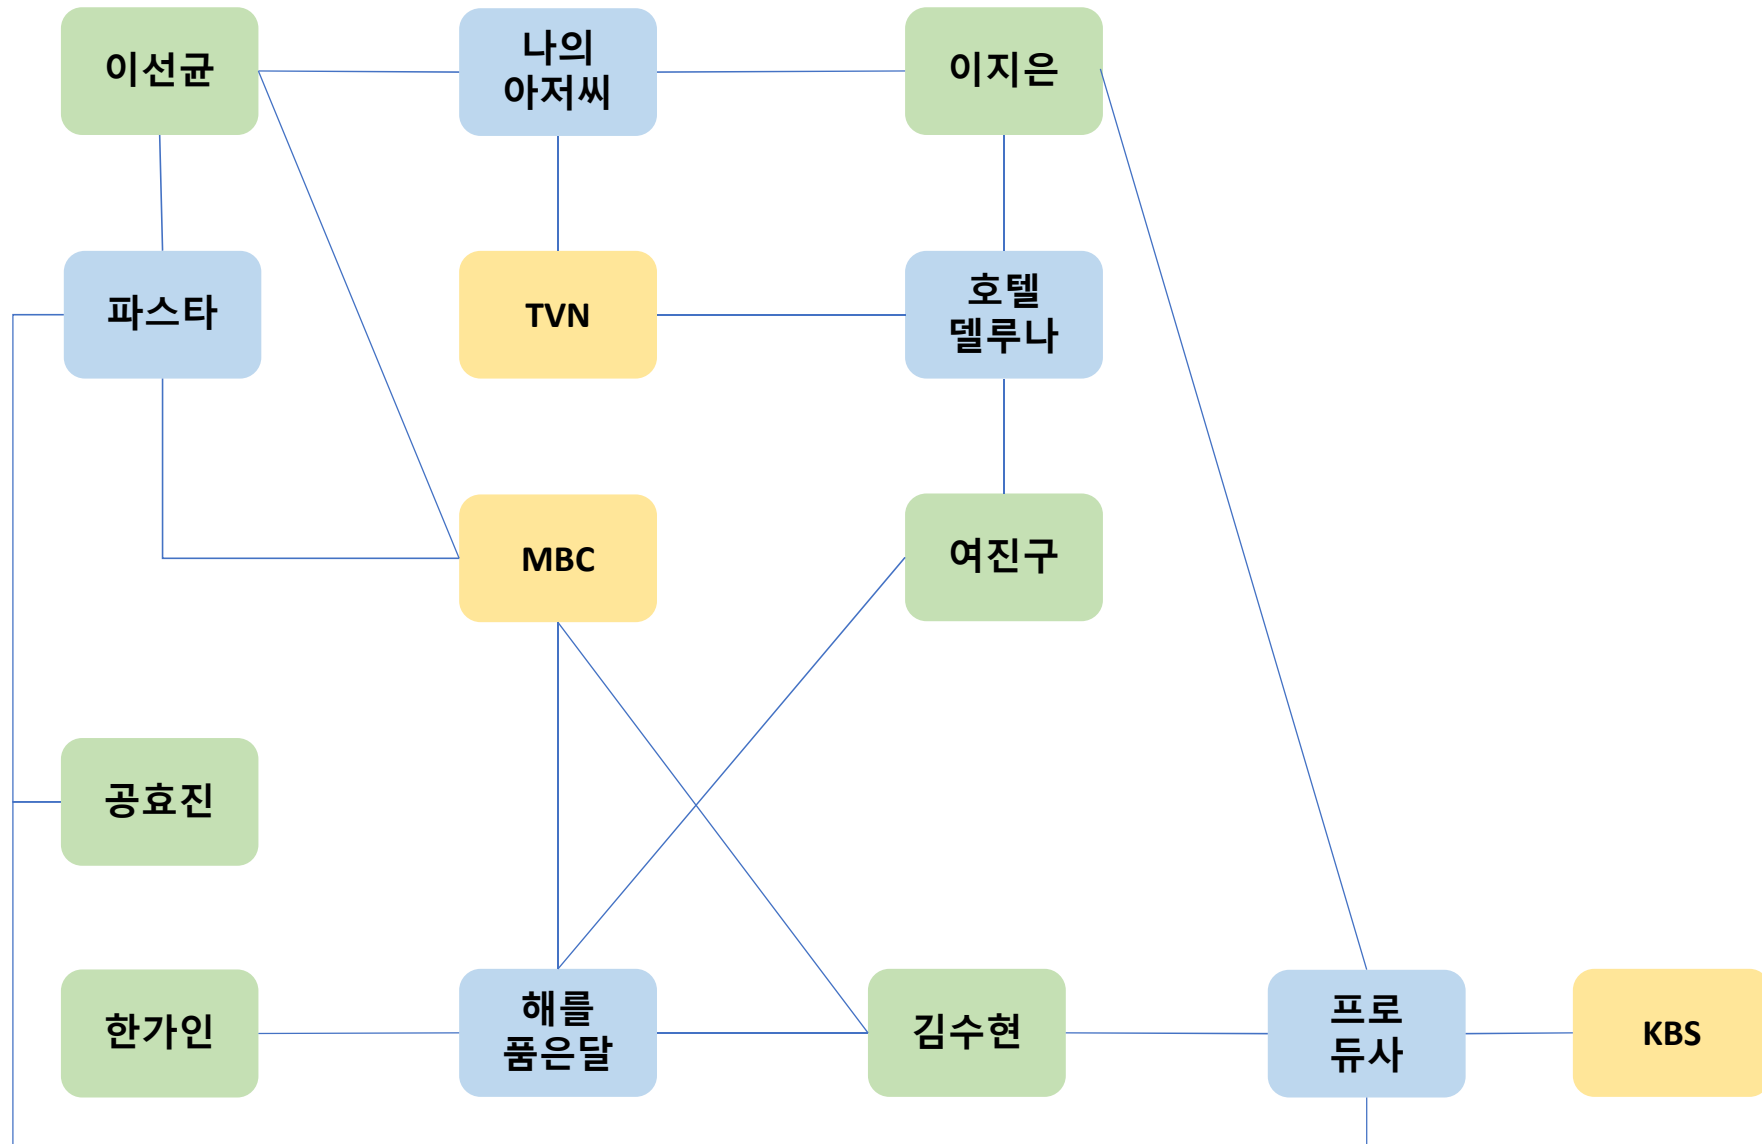 이선균
나의
아저씨
이지은
파스타
TVN
호텔
델루나
MBC
여진구
공효진
한가인
해를
품은달
김수현
프로
듀사
KBS